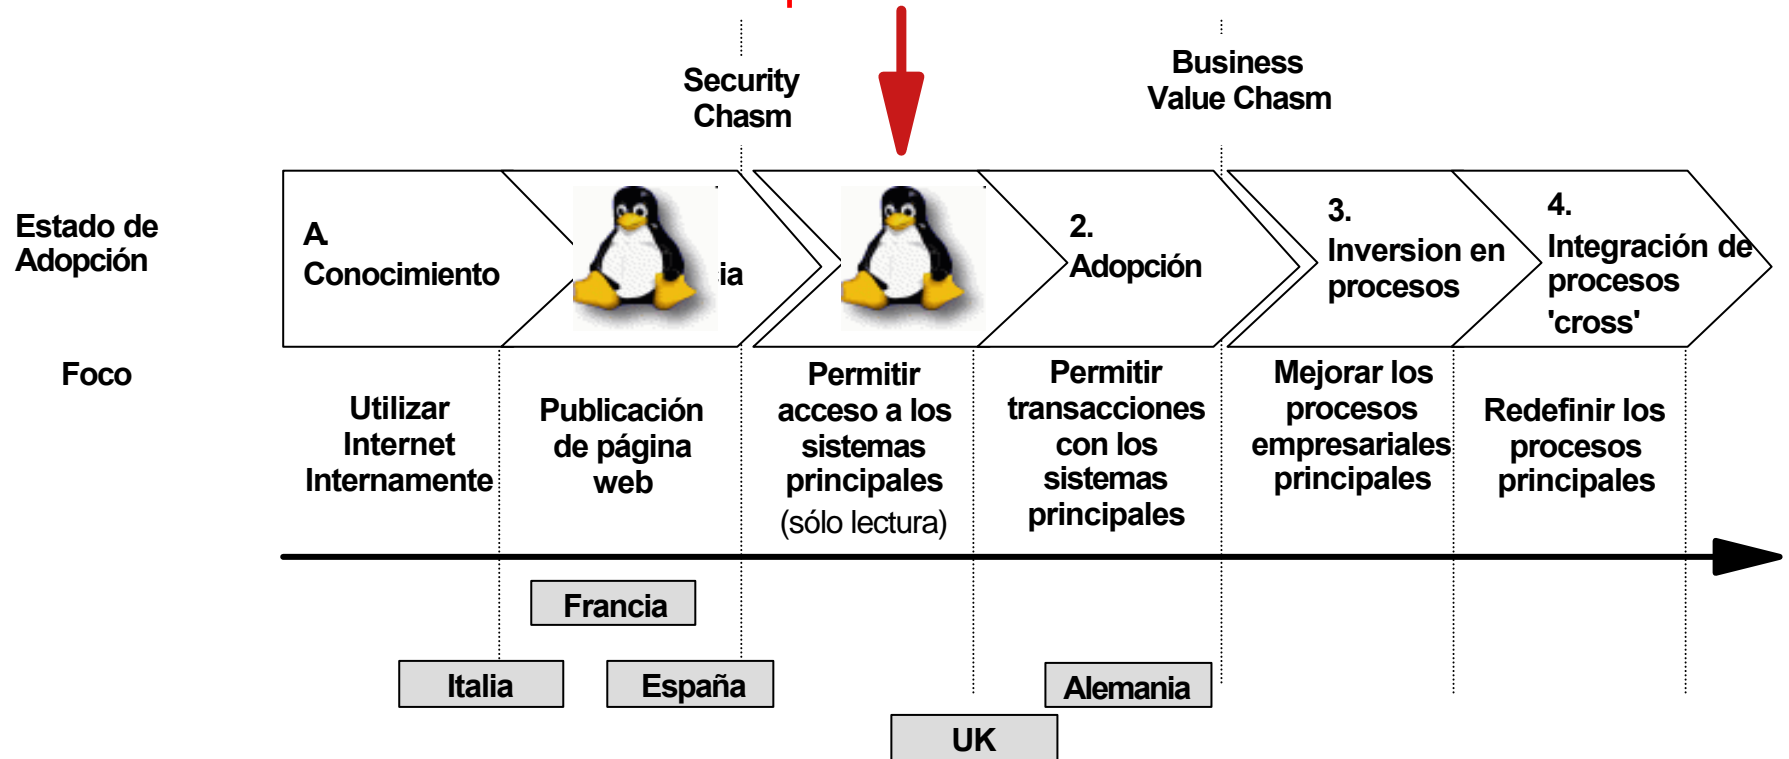 Security
Chasm
Business
Value Chasm
Estado de
Adopción
A.
Conocimiento
2.
Adopción
3.
Inversion en
procesos
4.
Integración de
procesos
'cross'
Foco
Utilizar
Internet
Internamente
Publicación
de página
web
Permitir
acceso a los
sistemas
principales
(sólo lectura)
Permitir
transacciones
con los
sistemas
principales
Mejorar los
procesos
empresariales
principales
Redefinir los
procesos
principales
Francia
Italia
España
Alemania
UK